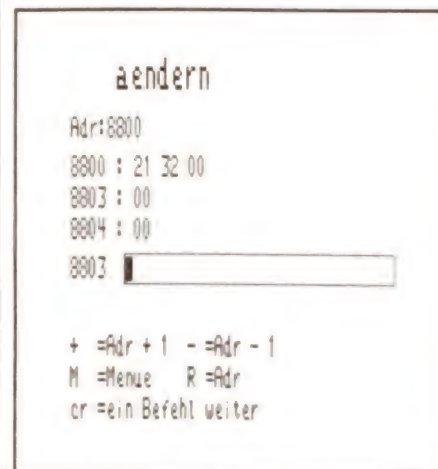 aendern
Adr:8800
8800 : 21 32 00
8803 : 00
8804 : 00
8803
+ =Adr + 1 - =Adr - 1
M =Menue R =Adr
cr =ein Befehl weiter